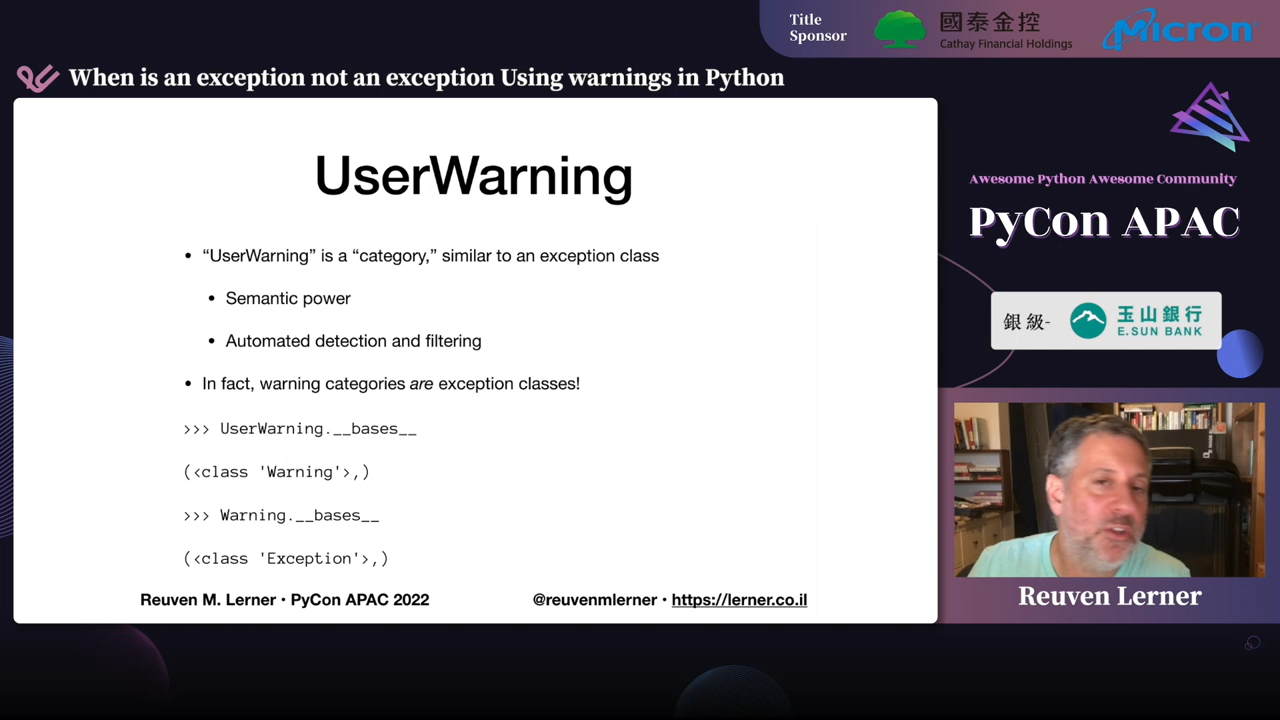 Title
Sponsor
國泰金控
Cathay Financial Holdings
Micron
When is an exception not an exception Using warnings in Python
UserWarning
• “UserWarning” is a “category,” similar to an exception class
• Semantic power
• Automated detection and filtering
• In fact, warning categories are exception classes!
>>> UserWarning.__bases__
(<class 'Warning'>,)
>>> Warning.__bases__
(<class 'Exception'>,)
Reuven M. Lerner • PyCon APAC 2022
@reuvenmlerner • https://lerner.co.il
Awesome Python Awesome Community
PyCon APAC
銀級-
玉山銀行
E.SUN BANK
Reuven Lerner